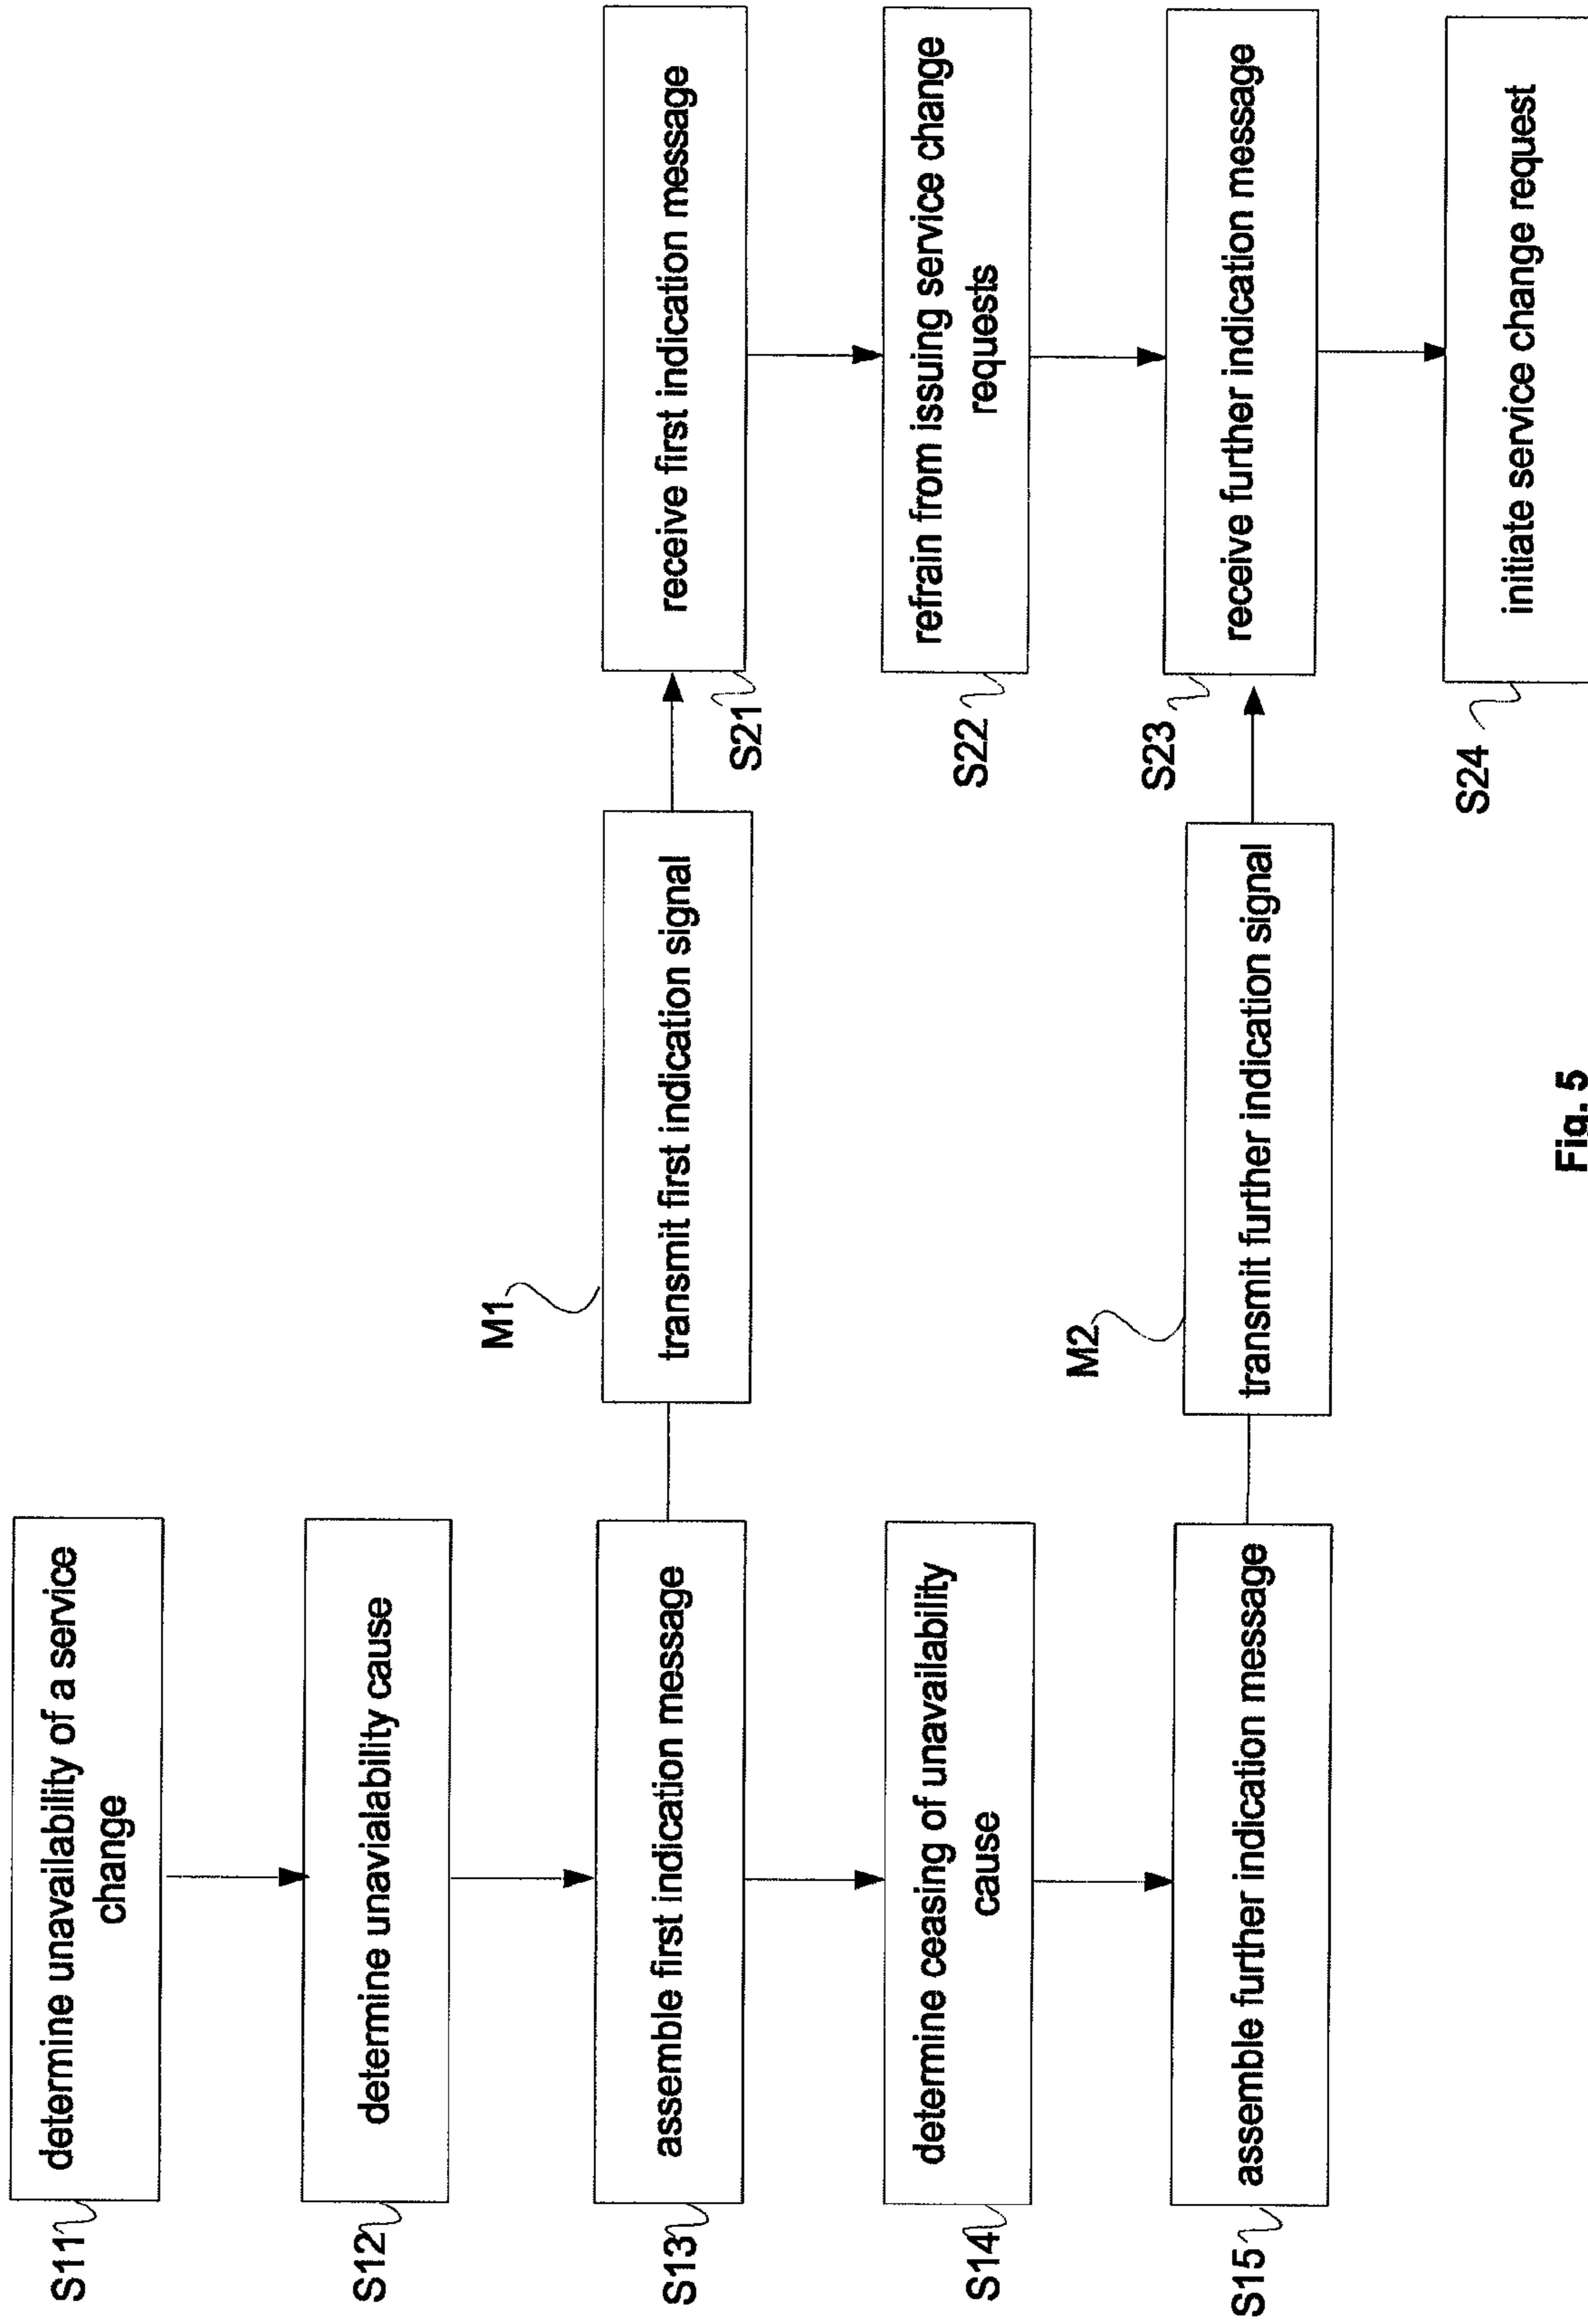 S11
determine unavailability of a service
change
S12
determine unavialability cause
S13
assemble first indication message
M1
transmit first indication signal
S21
receive first indication message
S22
refrain from issuing service change
requests
S14
determine ceasing of unavailability
cause
S15
assemble further indication message
M2
transmit further indication signal
S23
receive further indication message
S24
initiate service change request
Fig. 5